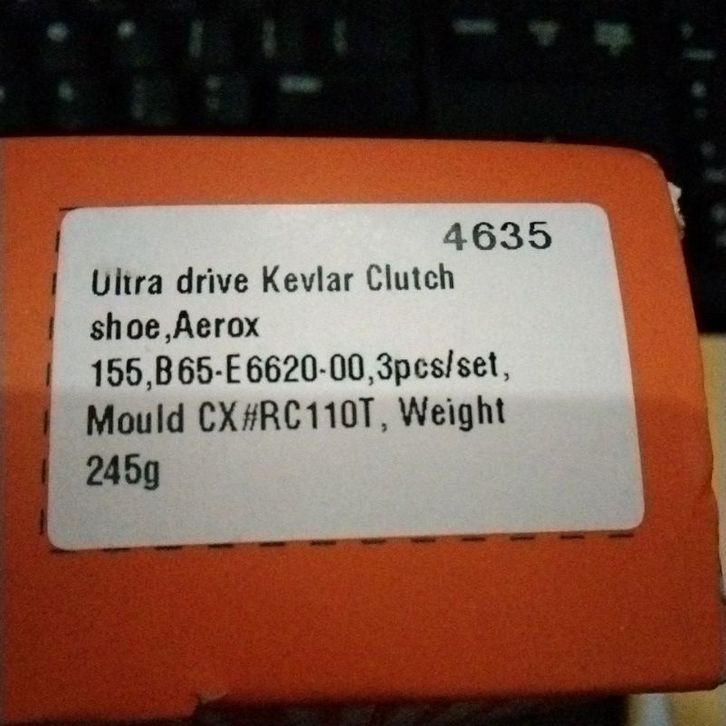 4635
Ultra drive Kevlar Clutch
shoe,Aerox
155,B65-E6620-00,3pcs/set,
Mould CX#RC110T, Weight
245g